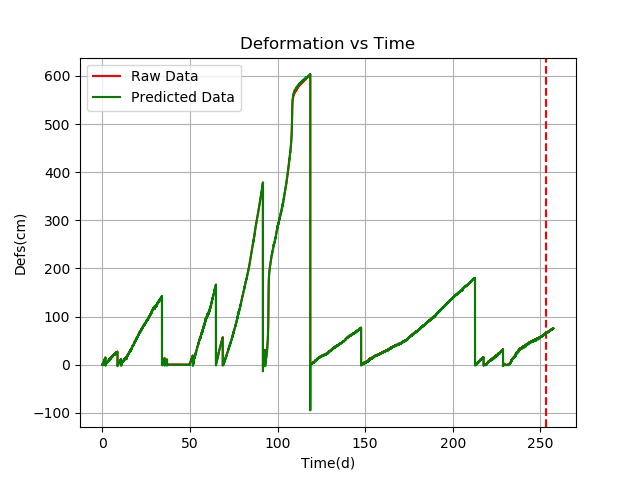 Deformation vs Time
Raw Data
Predicted Data
600
500
400
300
200
100
0
−100
Defs(cm)
0 50 100 150 200 250
Time(d)